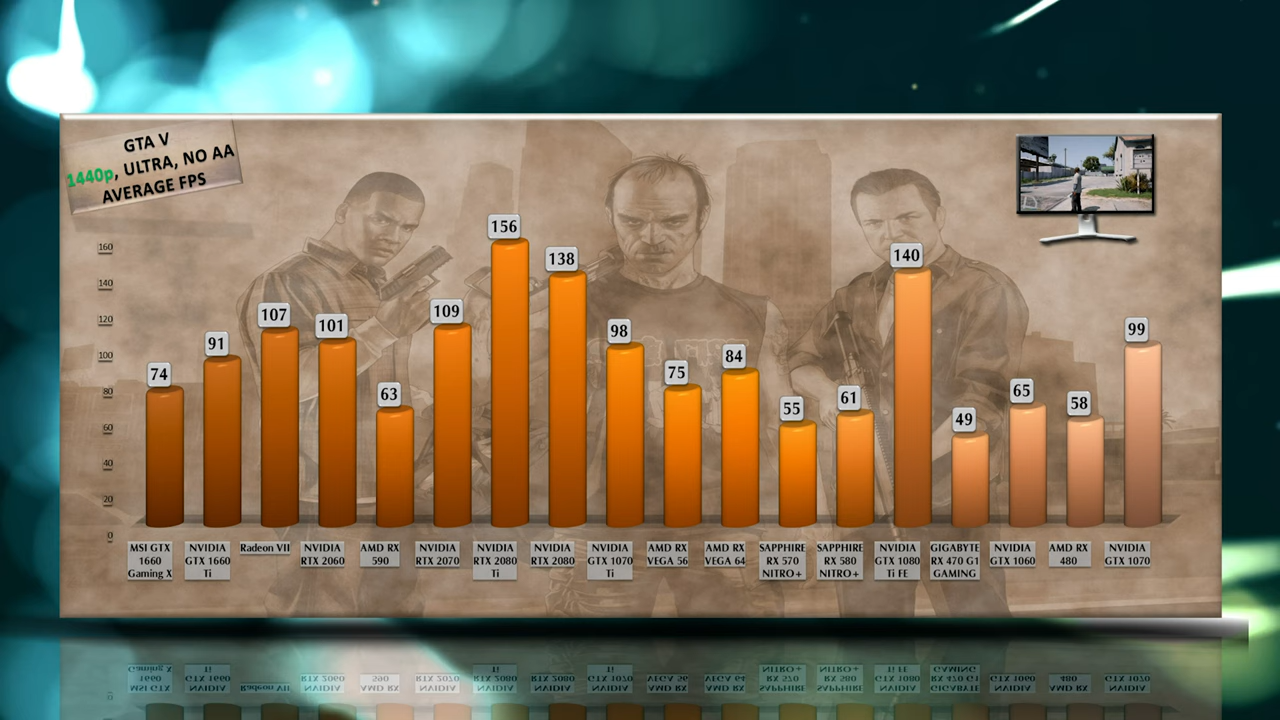 GTA V
1440p, ULTRA, NO AA
AVERAGE FPS
160
140
120
100
80
60
40
20
0
74
91
107
101
63
109
156
138
98
75
84
55
61
140
49
65
58
99
MSI GTX
1660
Gaming X
NVIDIA
GTX 1660
Ti
Radeon VII
NVIDIA
RTX 2060
AMD RX
590
NVIDIA
RTX 2070
NVIDIA
RTX 2080
Ti
NVIDIA
RTX 2080
NVIDIA
GTX 1070
Ti
AMD RX
VEGA 56
AMD RX
VEGA 64
SAPPHIRE
RX 570
NITRO+
SAPPHIRE
RX 580
NITRO+
NVIDIA
GTX 1080
Ti FE
GIGABYTE
RX 470 G1
GAMING
NVIDIA
GTX 1060
AMD RX
480
NVIDIA
GTX 1070